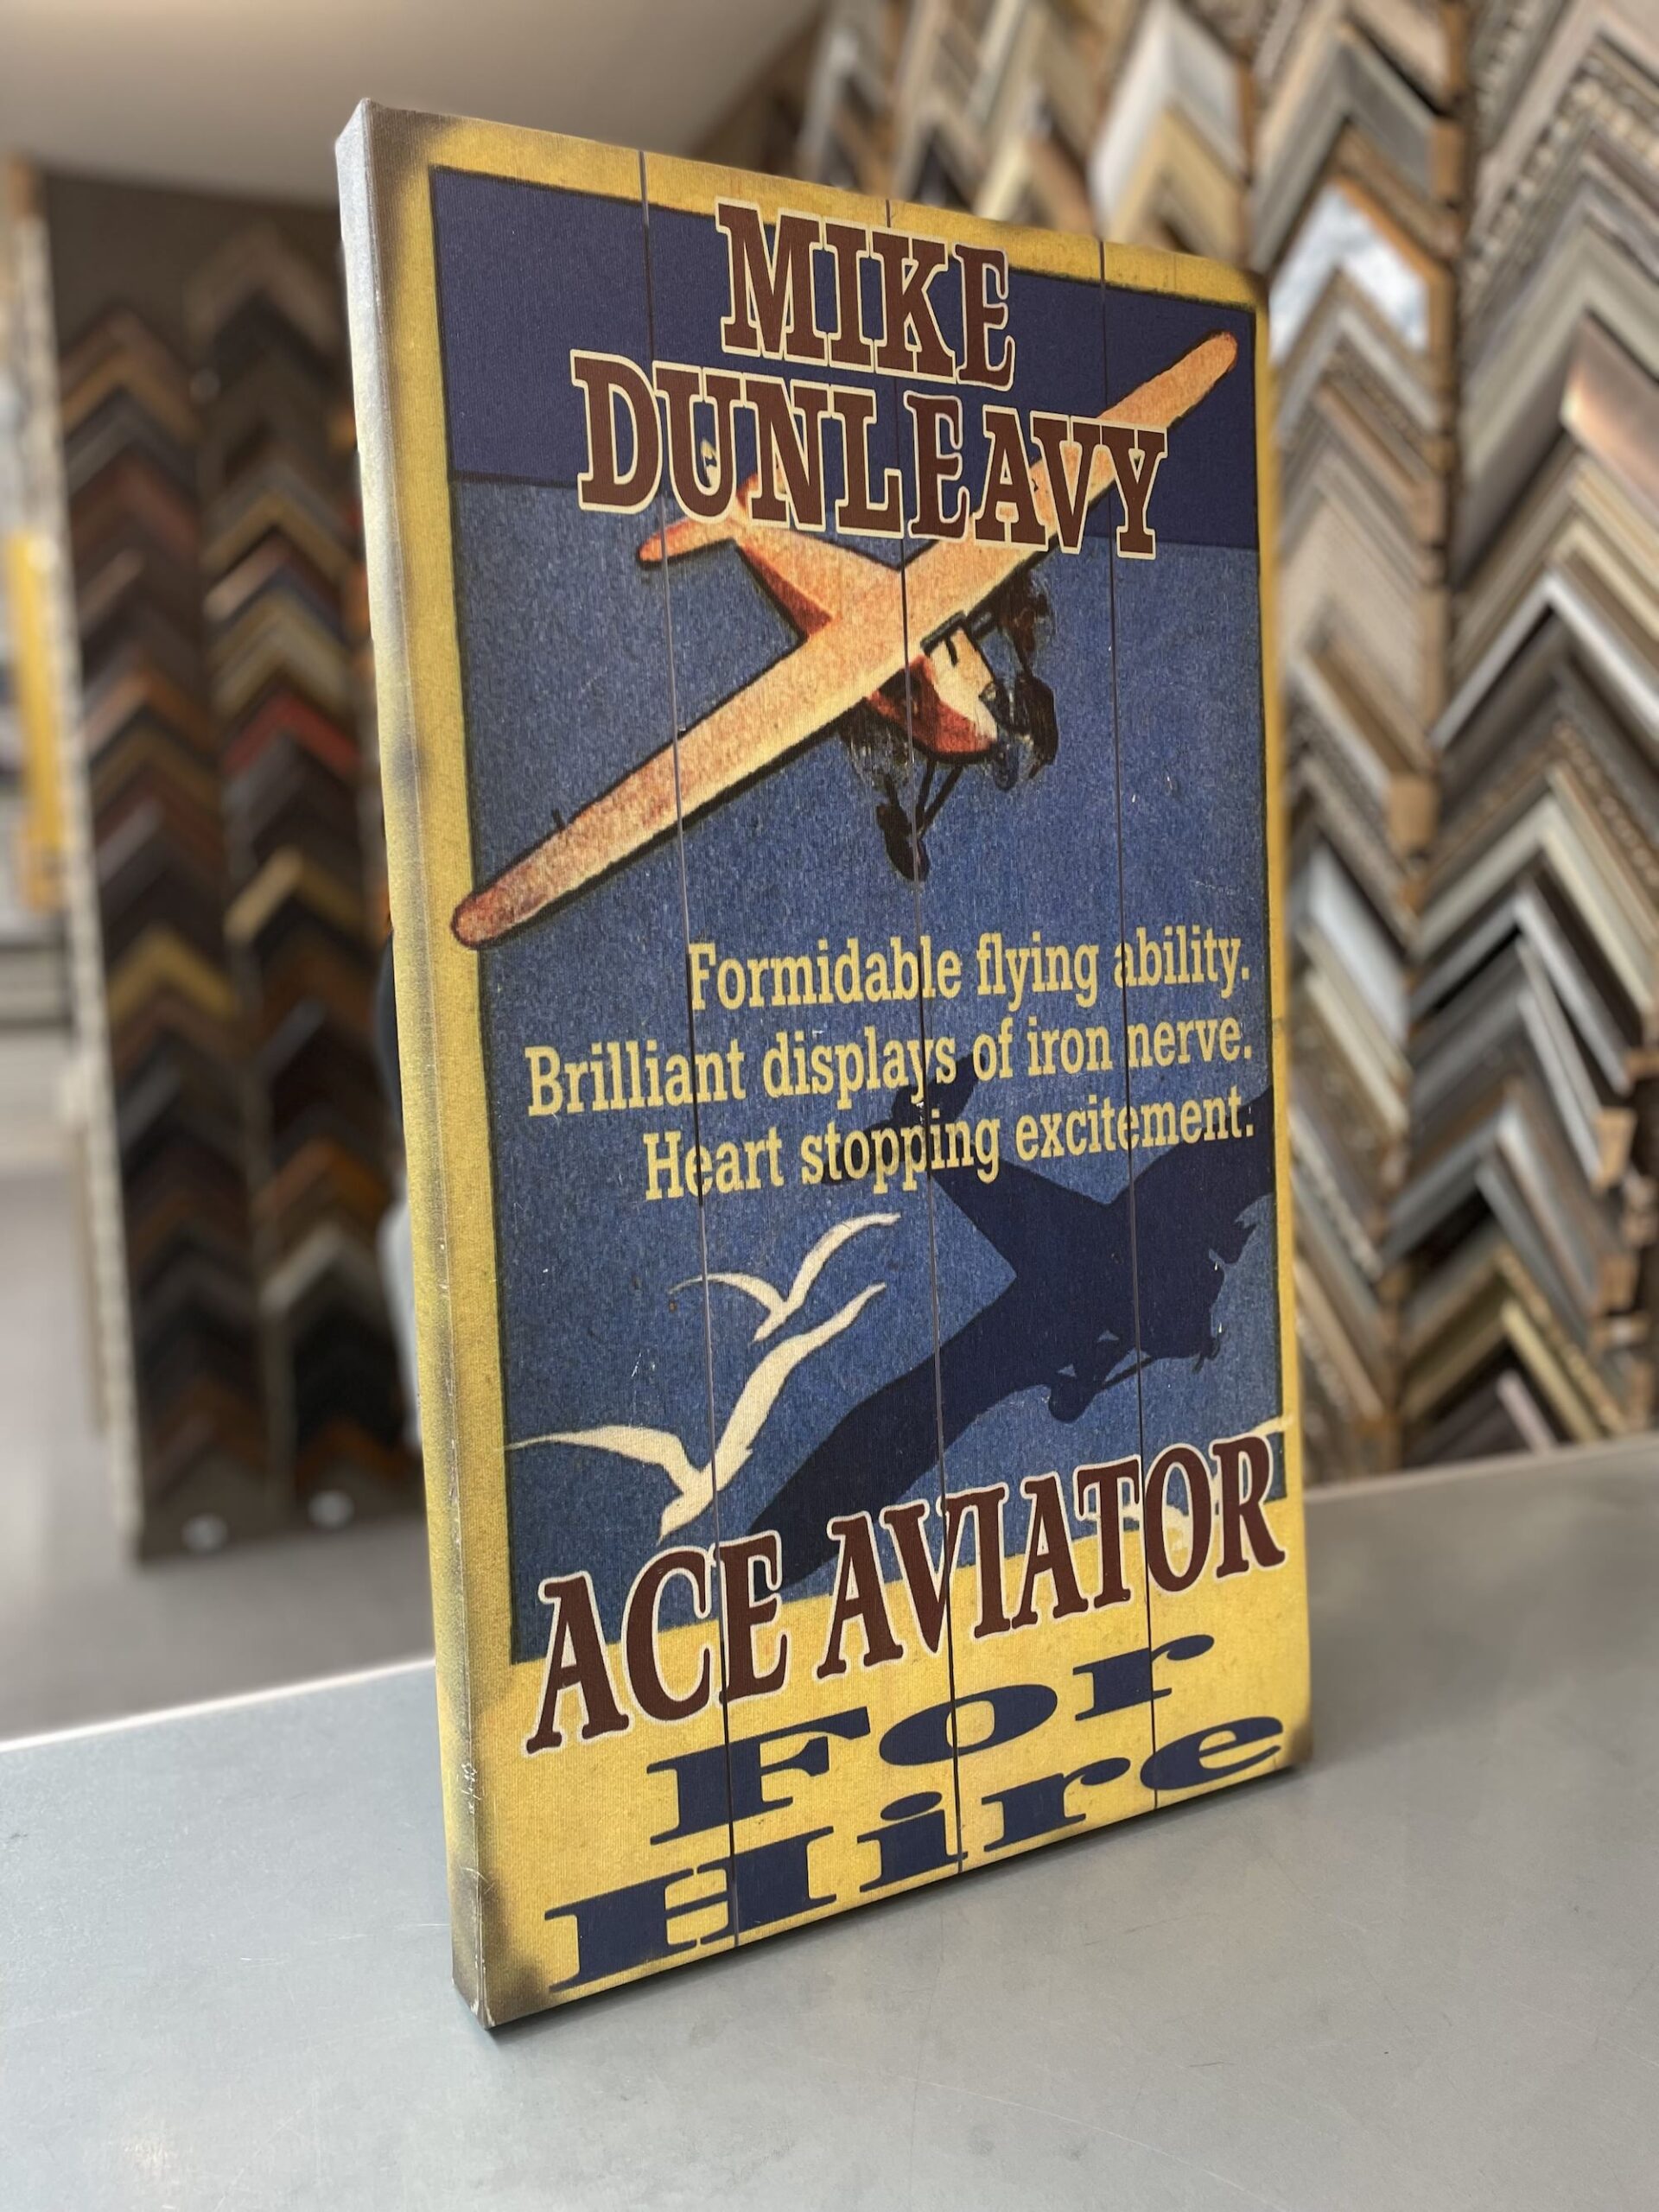 MIKE
DUNLEAVY
Formidable flying ability.
Brilliant displays of iron nerve.
Heart stopping excitement.
ACE AVIATOR
For
Hire